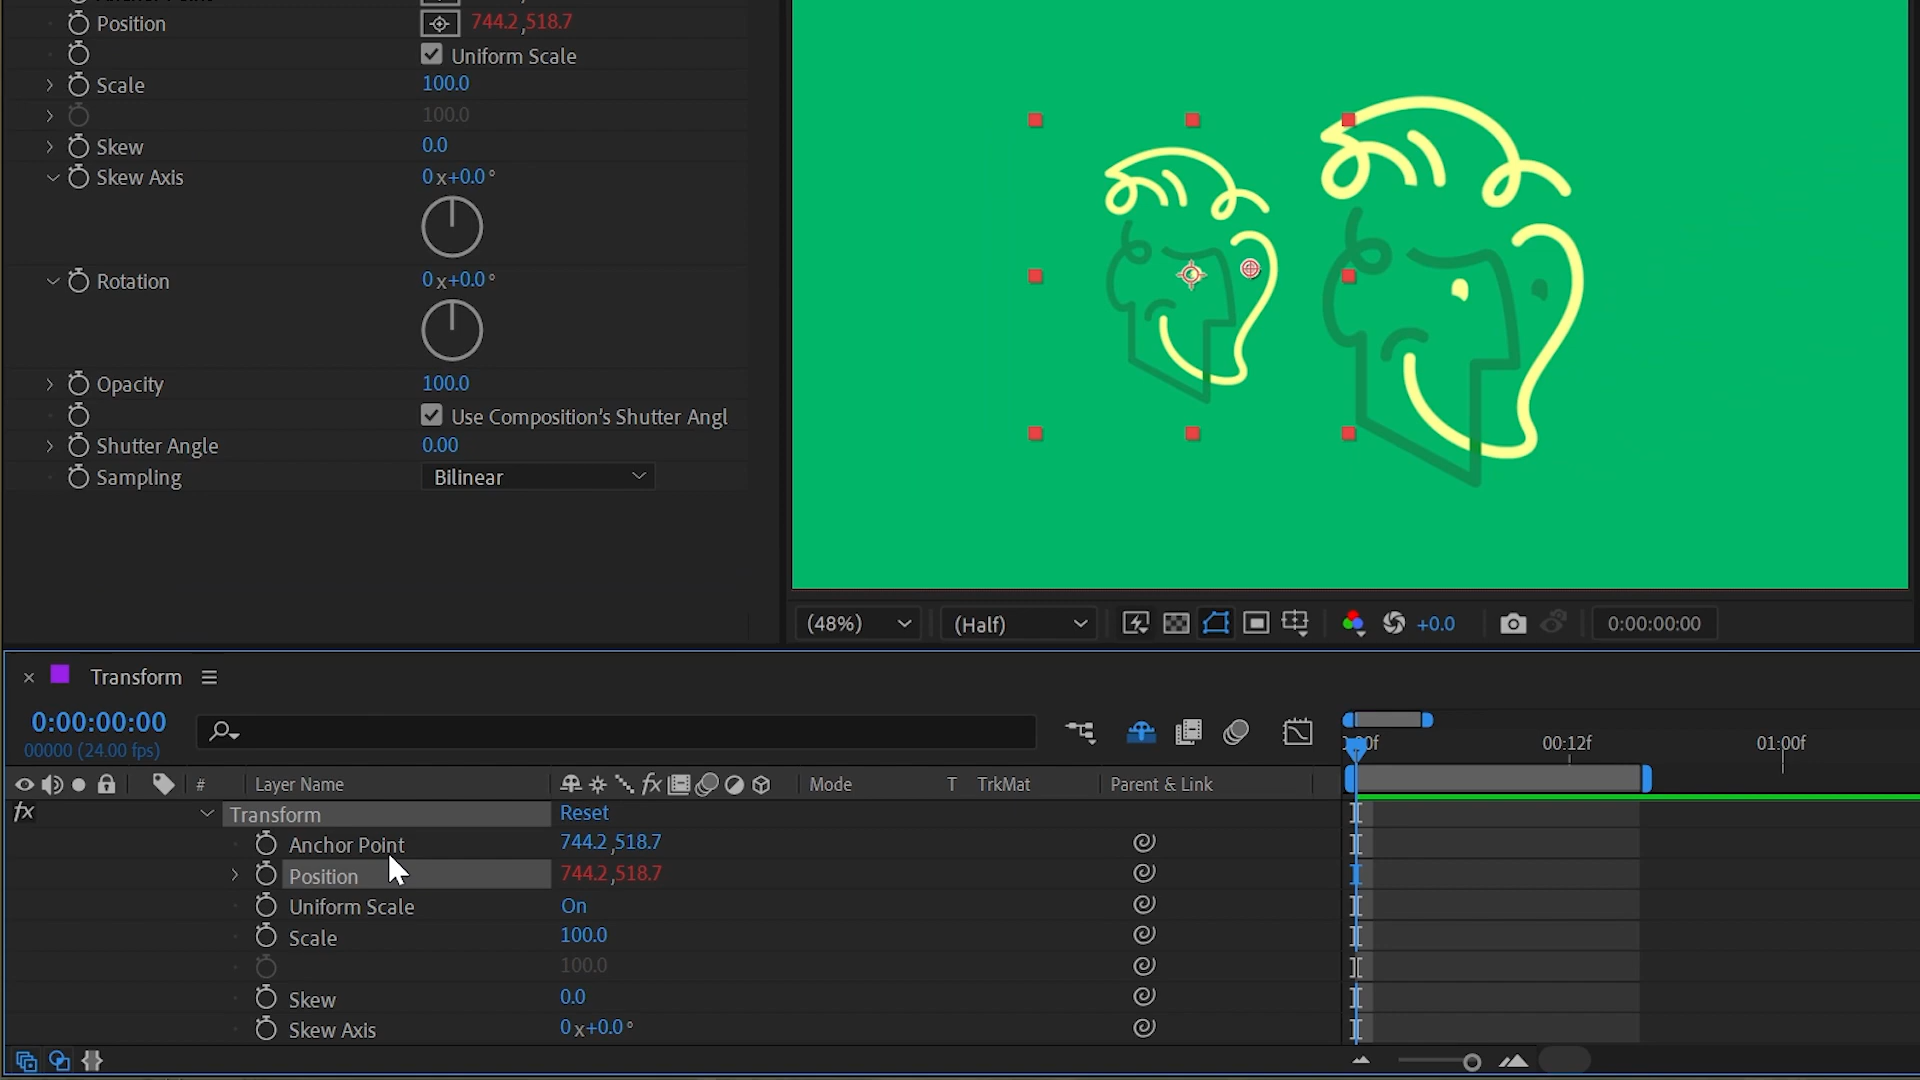 Position 744.2,518.7
Uniform Scale
Scale 100.0
100.0
Skew 0.0
Skew Axis 0x+0.0°
Rotation 0x+0.0°
Opacity 100.0
Use Composition's Shutter Angl
Shutter Angle 0.00
Sampling Bilinear
(48%) (Half) +0.0 0:00:00:00
× Transform
0:00:00:00
00000 (24.00 fps)
00f 00:12f 01:00f
# Layer Name fx Mode T TrkMat Parent & Link
fx Transform Reset
Anchor Point 744.2,518.7
Position 744.2,518.7
Uniform Scale On
Scale 100.0
100.0
Skew 0.0
Skew Axis 0x+0.0°